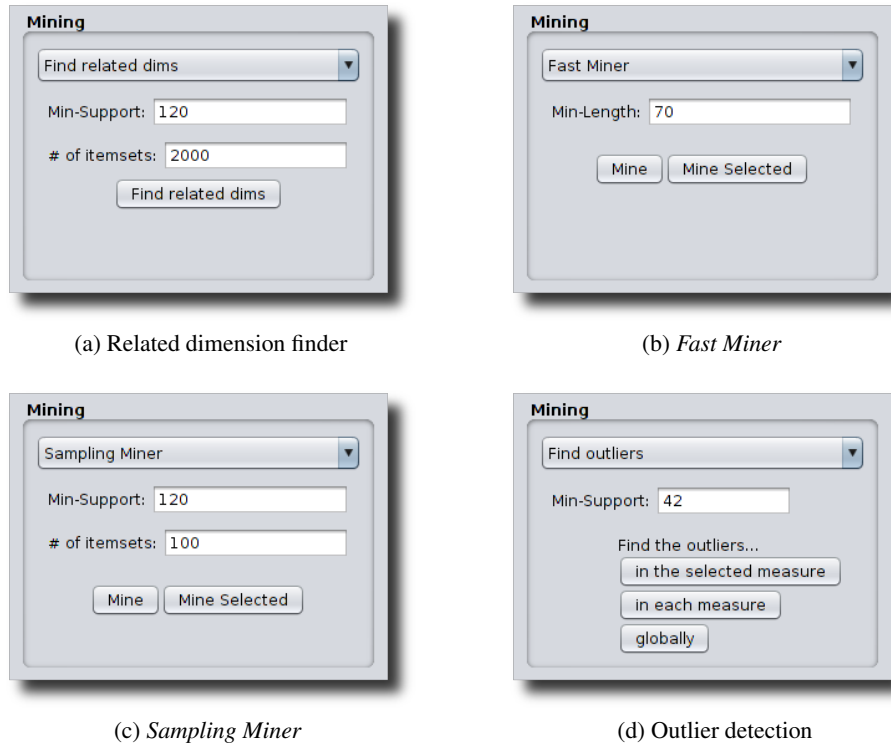 Mining
Find related dims
Min-Support: 120
# of itemsets: 2000
Find related dims
(a) Related dimension finder
Mining
Fast Miner
Min-Length: 70
Mine Mine Selected
(b) Fast Miner
Mining
Sampling Miner
Min-Support: 120
# of itemsets: 100
Mine Mine Selected
(c) Sampling Miner
Mining
Find outliers
Min-Support: 42
Find the outliers...
in the selected measure
in each measure
globally
(d) Outlier detection